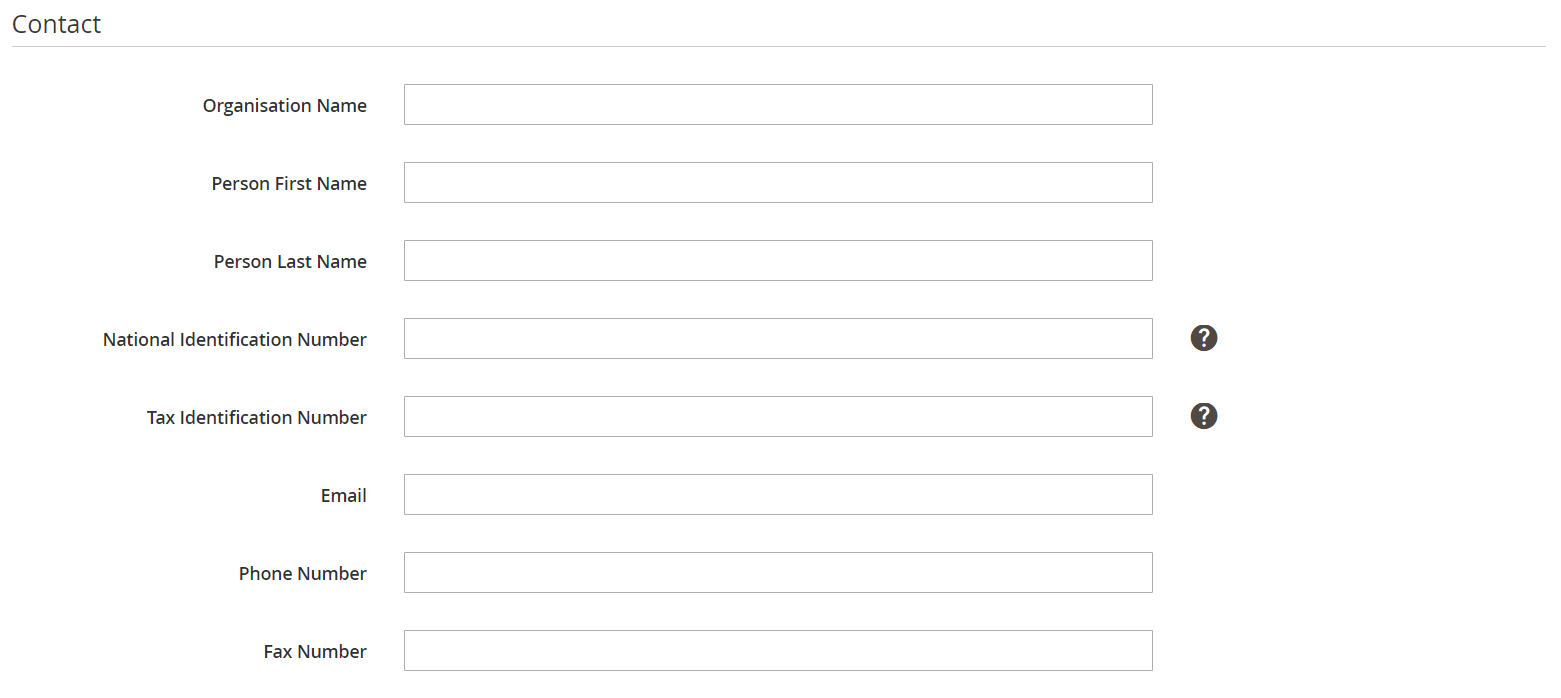 Contact
Organisation Name
Person First Name
Person Last Name
National Identification Number
?
Tax Identification Number
?
Email
Phone Number
Fax Number